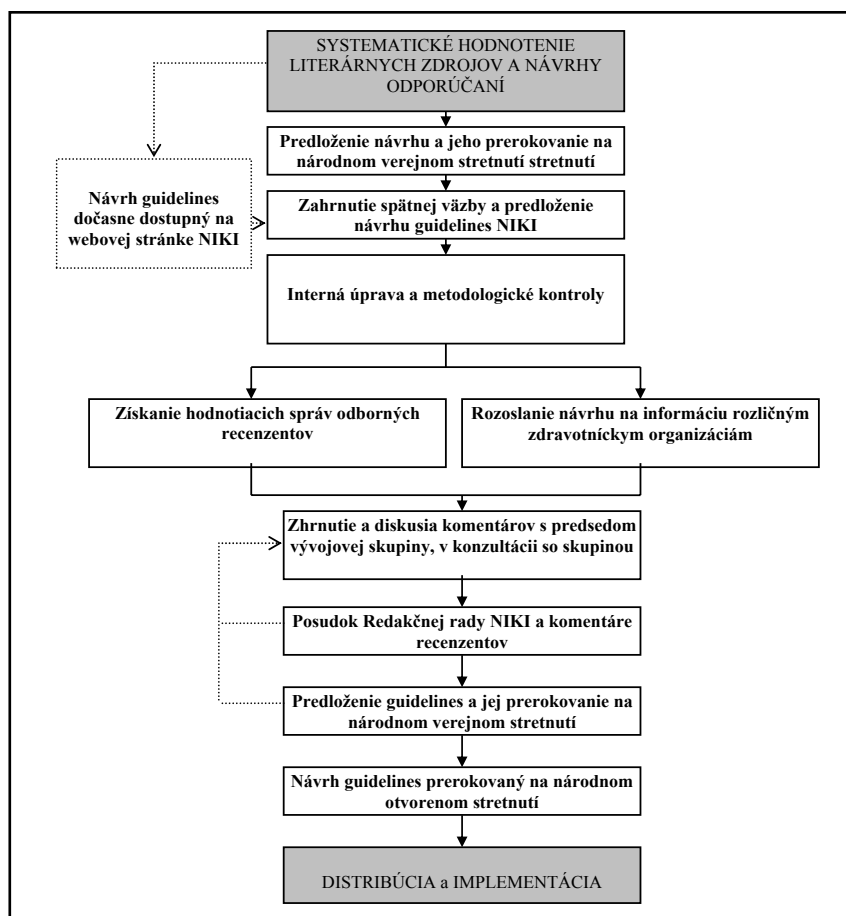 SYSTEMATICKÉ HODNOTENIE
LITERÁRNYCH ZDROJOV A NÁVRHY
ODPORÚČANÍ
Predloženie návrhu a jeho prerokovanie na
národnom verejnom stretnutí stretnutí
Návrh guidelines
dočasne dostupný na
webovej stránke NIKI
Zahrnutie spätnej väzby a predloženie
návrhu guidelines NIKI
Interná úprava a metodologické kontroly
Získanie hodnotiacich správ odborných
recenzentov
Rozoslanie návrhu na informáciu rozličným
zdravotníckym organizáciám
Zhrnutie a diskusia komentárov s predsedom
vývojovej skupiny, v konzultácii so skupinou
Posudok Redakčnej rady NIKI a komentáre
recenzentov
Predloženie guidelines a jej prerokovanie na
národnom verejnom stretnutí
Návrh guidelines prerokovaný na národnom
otvorenom stretnutí
DISTRIBÚCIA a IMPLEMENTÁCIA